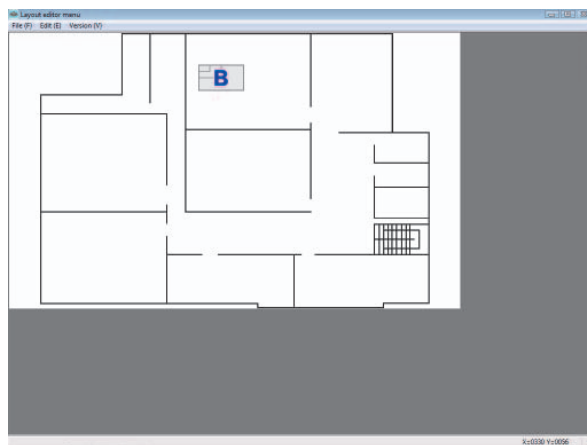 Layout editor menu
File (F) Edit (E) Version (V)
B
X=0330 Y=0056